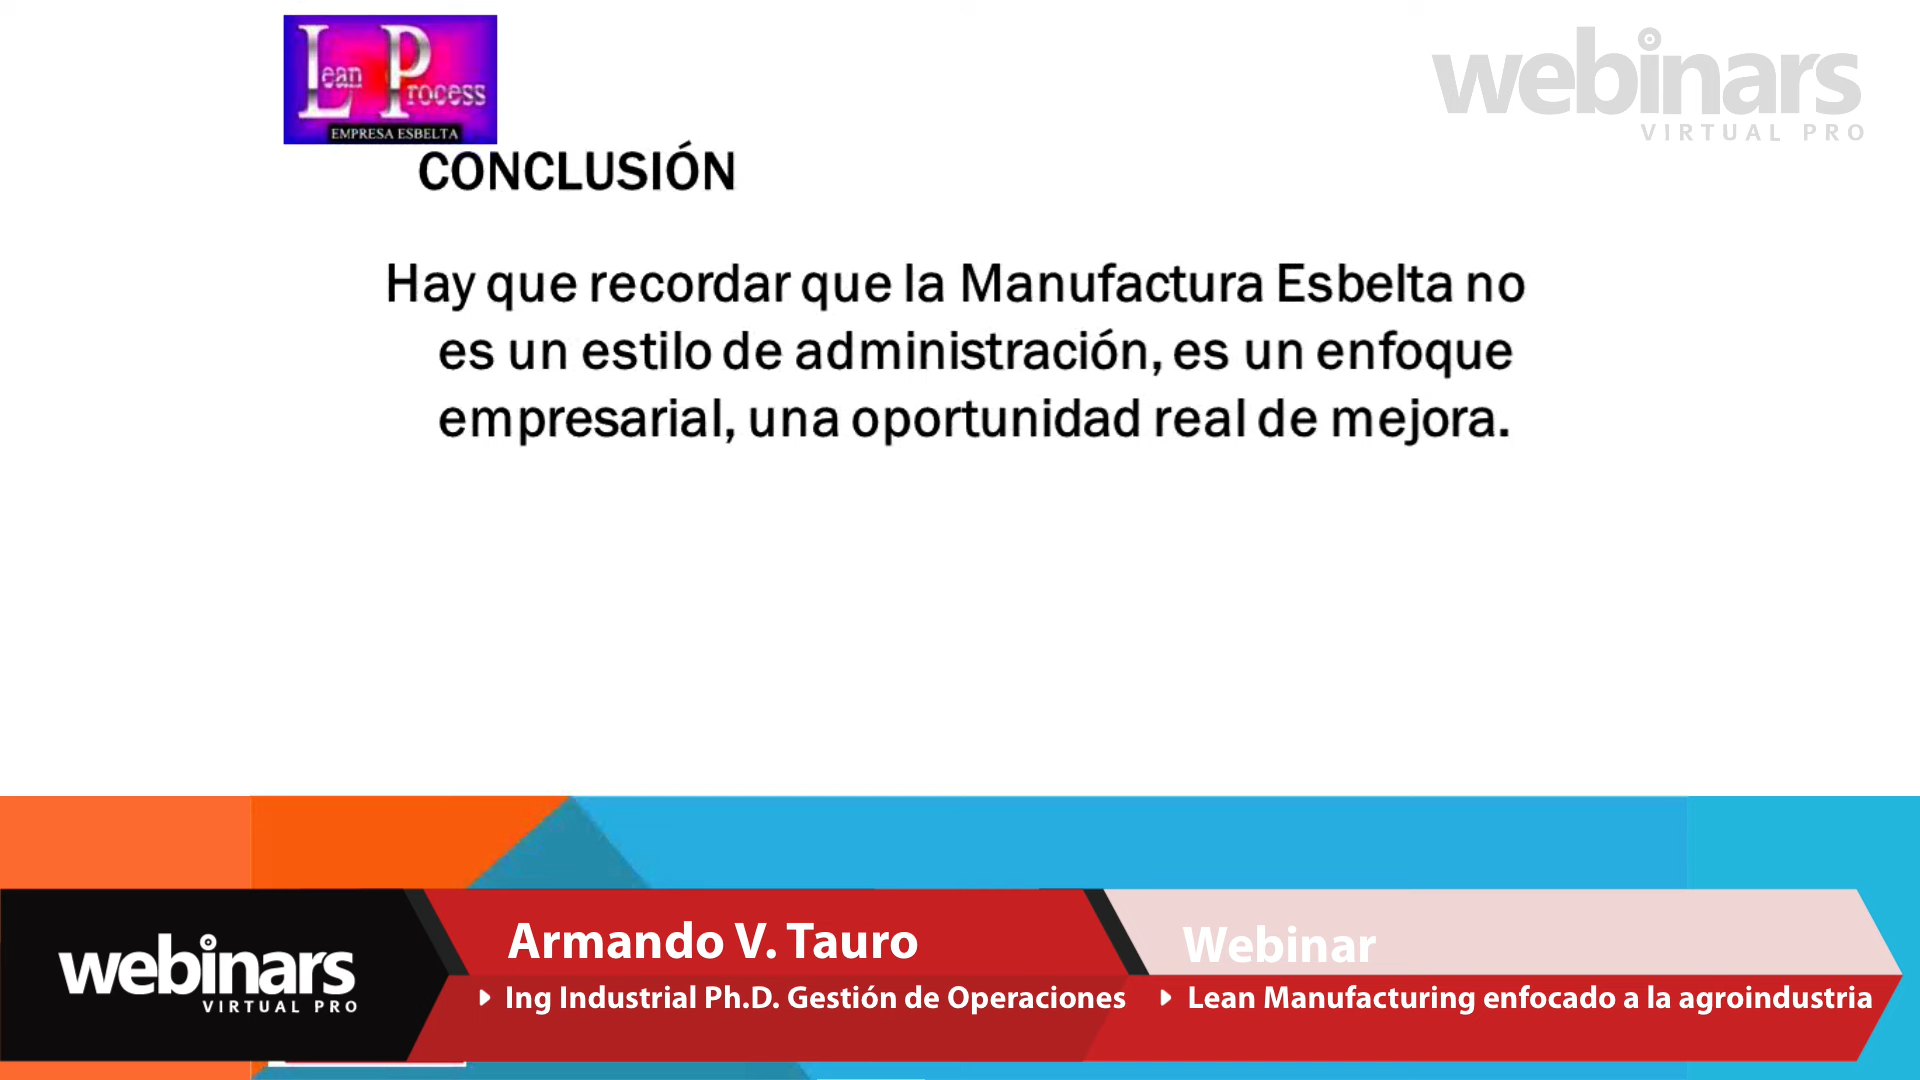 Lean Process
EMPRESA ESBELTA
webinars
VIRTUAL PRO
CONCLUSIÓN
Hay que recordar que la Manufactura Esbelta no
es un estilo de administración, es un enfoque
empresarial, una oportunidad real de mejora.
webinars
VIRTUAL PRO
Armando V. Tauro
Ing Industrial Ph.D. Gestión de Operaciones
Webinar
Lean Manufacturing enfocado a la agroindustria